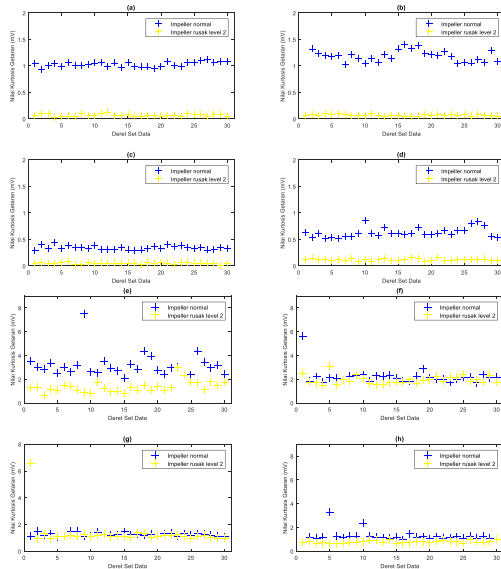 (a)
Nilai Kurtosis Getaran (mV)
2
1.5
1
0.5
0
Impeller normal
Impeller rusak level 2
0 5 10 15 20 25 30
Deret Set Data
(b)
Nilai Kurtosis Getaran (mV)
2
1.5
1
0.5
0
Impeller normal
Impeller rusak level 2
0 5 10 15 20 25 30
Deret Set Data
(c)
Nilai Kurtosis Getaran (mV)
2
1.5
1
0.5
0
Impeller normal
Impeller rusak level 2
0 5 10 15 20 25 30
Deret Set Data
(d)
Nilai Kurtosis Getaran (mV)
2
1.5
1
0.5
0
Impeller normal
Impeller rusak level 2
0 5 10 15 20 25 30
Deret Set Data
(e)
Nilai Kurtosis Getaran (mV)
8
6
4
2
0
Impeller normal
Impeller rusak level 2
0 5 10 15 20 25 30
Deret Set Data
(f)
Nilai Kurtosis Getaran (mV)
8
6
4
2
0
Impeller normal
Impeller rusak level 2
0 5 10 15 20 25 30
Deret Set Data
(g)
Nilai Kurtosis Getaran (mV)
8
6
4
2
0
Impeller normal
Impeller rusak level 2
0 5 10 15 20 25 30
Deret Set Data
(h)
Nilai Kurtosis Getaran (mV)
8
6
4
2
Impeller normal
Impeller rusak level 2
0 5 10 15 20 25 30
Deret Set Data